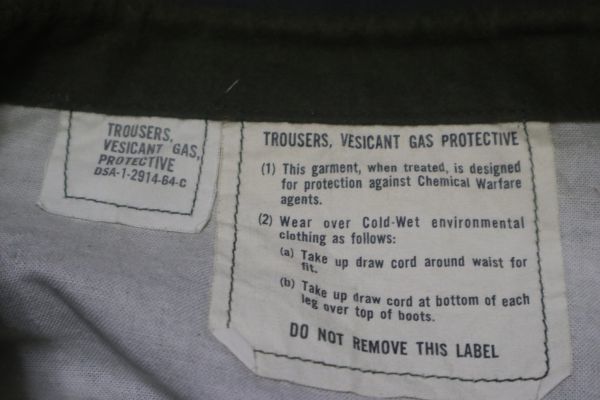 TROUSERS,
VESICANT GAS,
PROTECTIVE
DSA-1-2914-64-C
TROUSERS, VESICANT GAS PROTECTIVE
(1) This garment, when treated, is designed
for protection against Chemical Warfare
agents.
(2) Wear over Cold-Wet environmental
clothing as follows:
(a) Take up draw cord around waist for
fit.
(b) Take up draw cord at bottom of each
leg over top of boots.
DO NOT REMOVE THIS LABEL